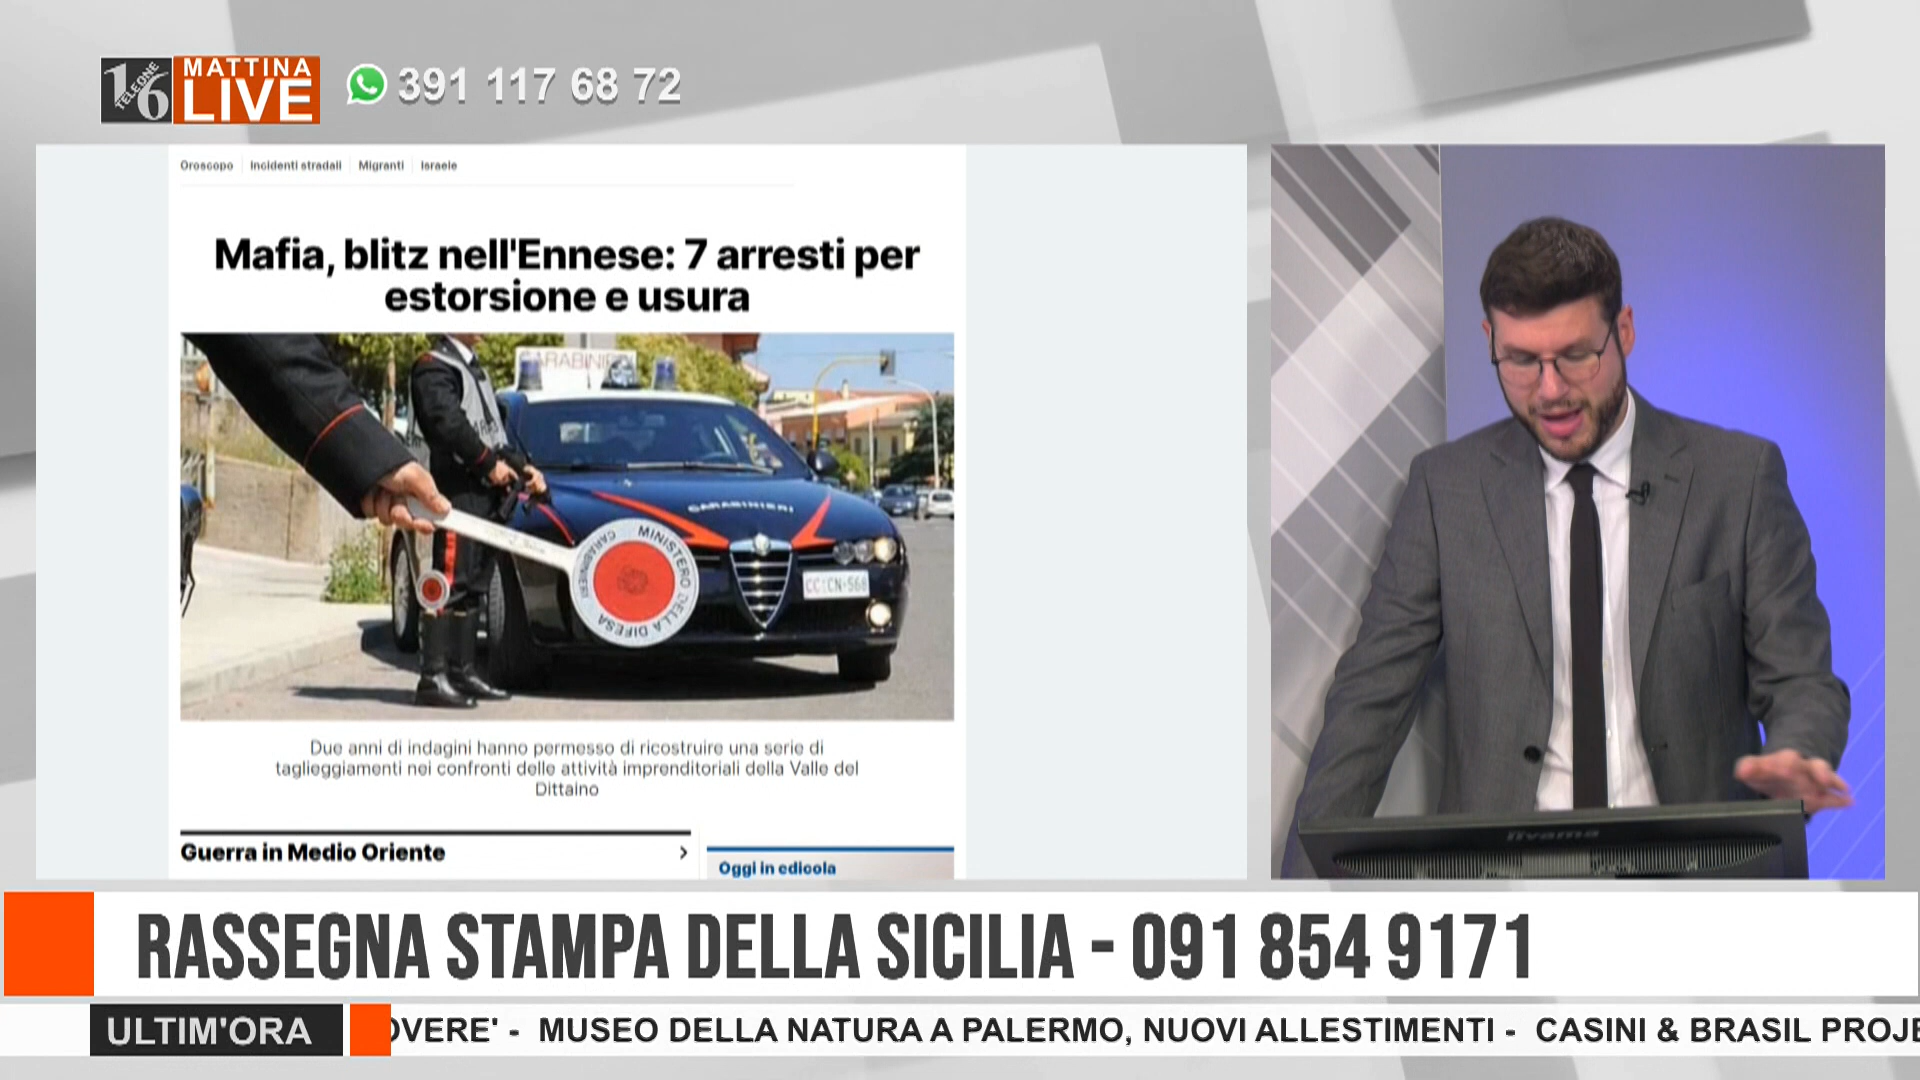 16
TELEONE
MATTINA
LIVE
391 117 68 72
Oroscopo
Incidenti stradali
Migranti
Israele
Mafia, blitz nell'Ennese: 7 arresti per
estorsione e usura
CARABINIERI
CARABINIERI
MINISTERO DELLA DIFESA
CARABINIERI
CC·CN-568
Due anni di indagini hanno permesso di ricostruire una serie di
taglieggiamenti nei confronti delle attività imprenditoriali della Valle del
Dittaino
Guerra in Medio Oriente
Oggi in edicola
iiyama
RASSEGNA STAMPA DELLA SICILIA - 091 854 9171
ULTIM'ORA
OVERE' - MUSEO DELLA NATURA A PALERMO, NUOVI ALLESTIMENTI - CASINI & BRASIL PROJE